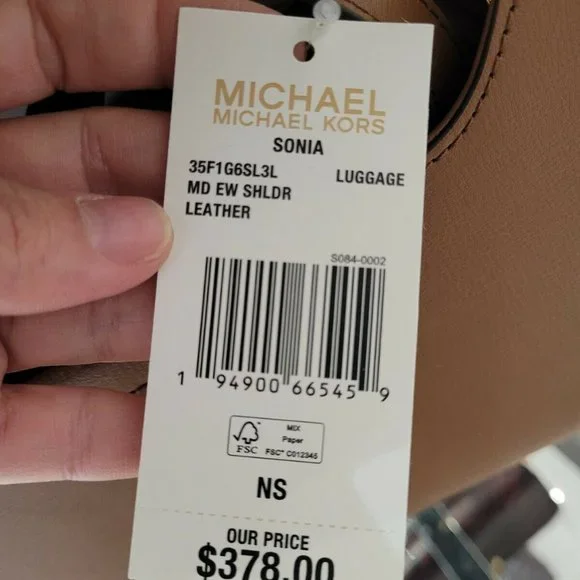 MICHAEL
MICHAEL KORS
SONIA
35F1G6SL3L LUGGAGE
MD EW SHLDR
LEATHER
S084-0002
1 94900 66545 9
FSC
MIX
Paper
FSC® C012345
NS
OUR PRICE
$378.00